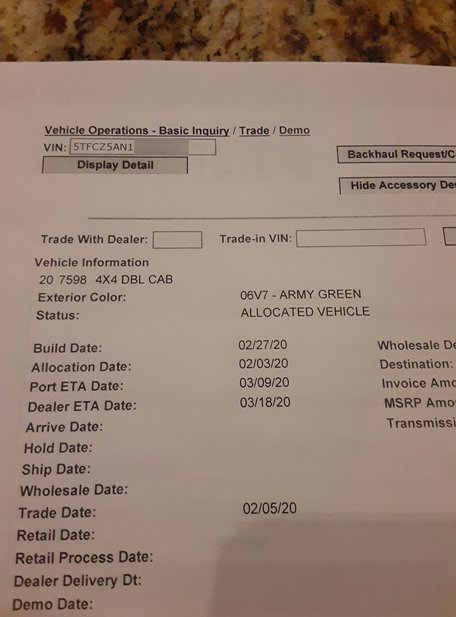 Vehicle Operations - Basic Inquiry / Trade / Demo
VIN: 5TFCZ5AN1
Display Detail
Backhaul Request/C
Hide Accessory De
Trade With Dealer: Trade-in VIN:
Vehicle Information
20 7598 4X4 DBL CAB
Exterior Color: 06V7 - ARMY GREEN
Status: ALLOCATED VEHICLE
Build Date: 02/27/20 Wholesale De
Allocation Date: 02/03/20 Destination:
Port ETA Date: 03/09/20 Invoice Amo
Dealer ETA Date: 03/18/20 MSRP Amo
Arrive Date: Transmissi
Hold Date:
Ship Date:
Wholesale Date:
Trade Date: 02/05/20
Retail Date:
Retail Process Date:
Dealer Delivery Dt:
Demo Date: